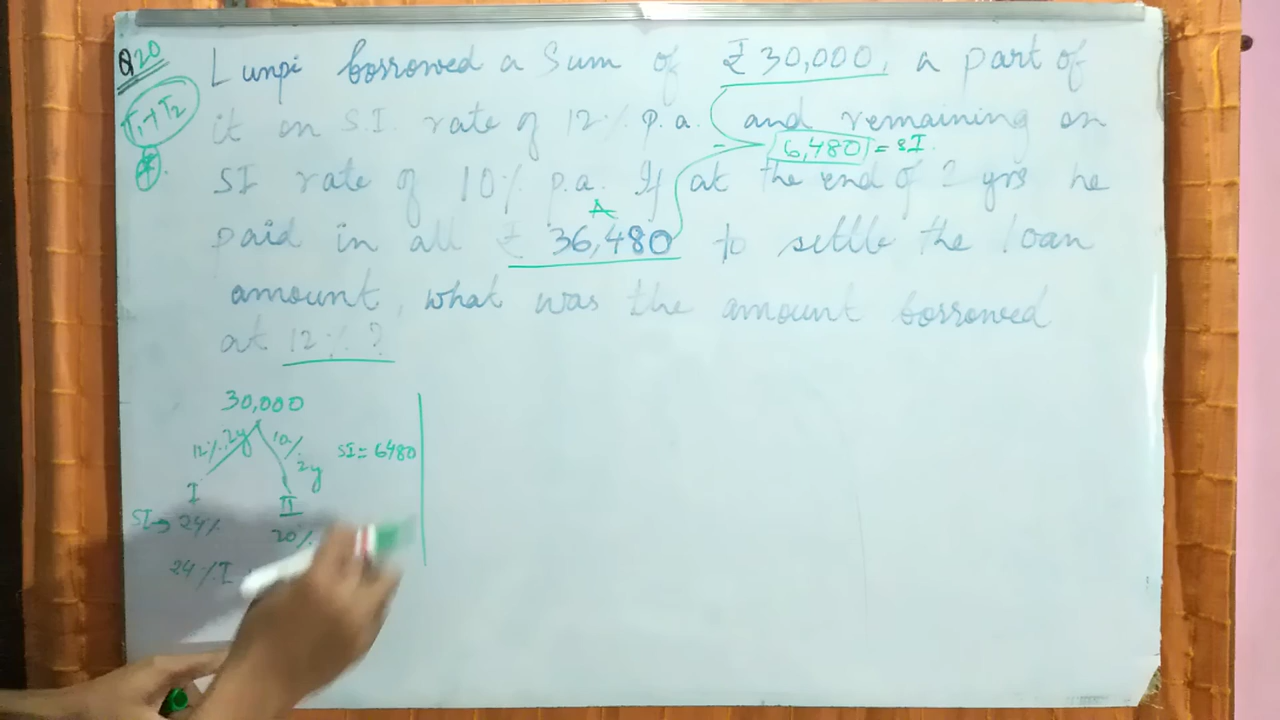 Q20
T1+T2
Lunpi borrowed a Sum of ₹ 30,000, a part of
it on S.I. rate of 12% p.a. and remaining on
6,480 = SI.
SI rate of 10% p.a. If at the end of 2 yrs he
A
paid in all ₹ 36,480 to settle the loan
amount, what was the amount borrowed
at 12% ?
30,000
12% 2y 10% 2y SI = 6480
I II
SI→ 24% 20%
24% I